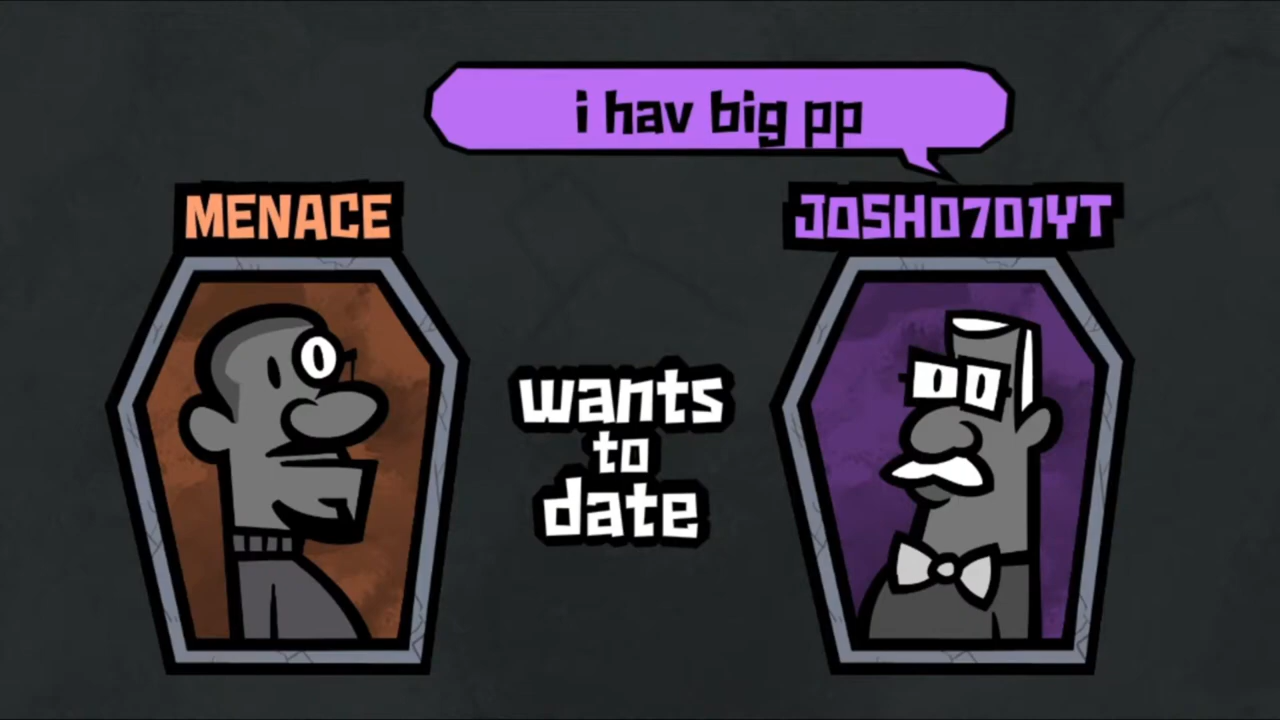 i hav big pp
MENACE
JOSH0701YT
wants
to
date